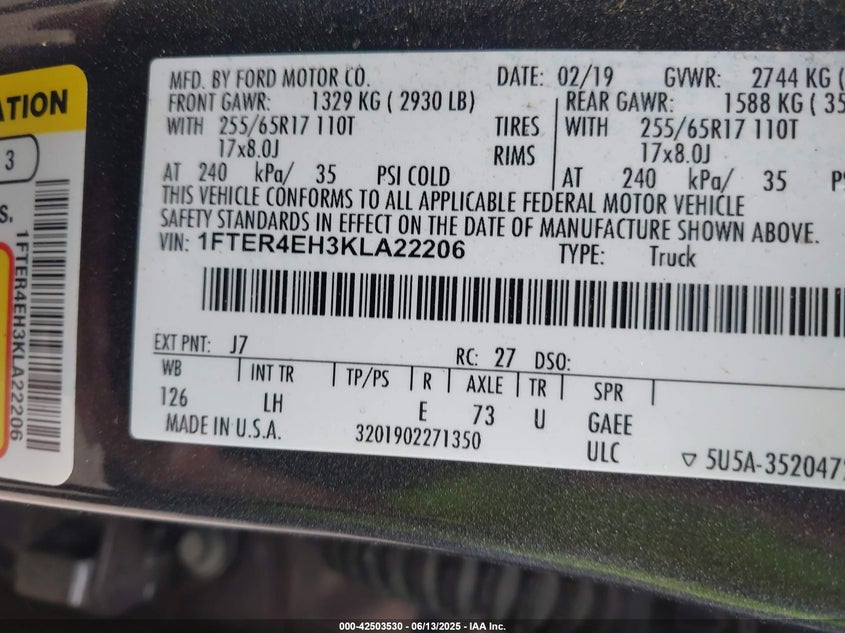 ATION
3
S.
1FTER4EH3KLA22206
MFD. BY FORD MOTOR CO. DATE: 02/19 GVWR: 2744 KG (
FRONT GAWR: 1329 KG ( 2930 LB) REAR GAWR: 1588 KG ( 35
WITH 255/65R17 110T TIRES WITH 255/65R17 110T
17x8.0J RIMS 17x8.0J
AT 240 kPa/ 35 PSI COLD AT 240 kPa/ 35 PS
THIS VEHICLE CONFORMS TO ALL APPLICABLE FEDERAL MOTOR VEHICLE
SAFETY STANDARDS IN EFFECT ON THE DATE OF MANUFACTURE SHOWN ABOVE.
VIN: 1FTER4EH3KLA22206 TYPE: Truck
EXT PNT: J7 RC: 27 DSO:
WB INT TR TP/PS R AXLE TR SPR
126 LH E 73 U GAEE
MADE IN U.S.A. 3201902271350 ULC ▽ 5U5A-352047
000-42503530 - 06/13/2025 - IAA Inc.